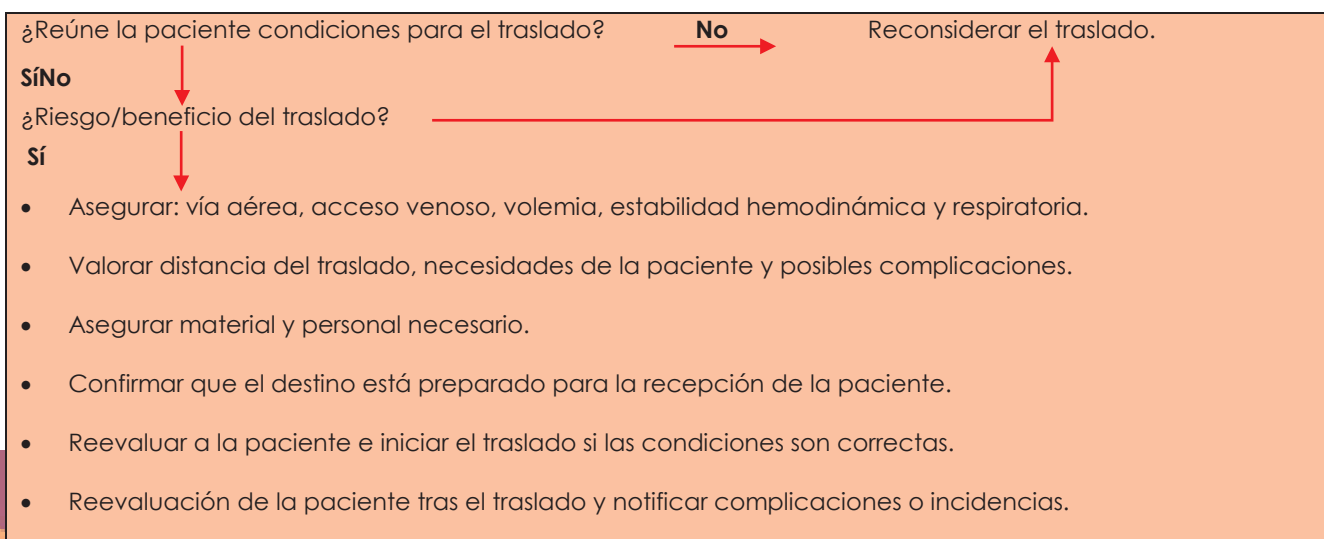 ¿Reúne la paciente condiciones para el traslado? No Reconsiderar el traslado.
SíNo
¿Riesgo/beneficio del traslado?
Sí
• Asegurar: vía aérea, acceso venoso, volemia, estabilidad hemodinámica y respiratoria.
• Valorar distancia del traslado, necesidades de la paciente y posibles complicaciones.
• Asegurar material y personal necesario.
• Confirmar que el destino está preparado para la recepción de la paciente.
• Reevaluar a la paciente e iniciar el traslado si las condiciones son correctas.
• Reevaluación de la paciente tras el traslado y notificar complicaciones o incidencias.